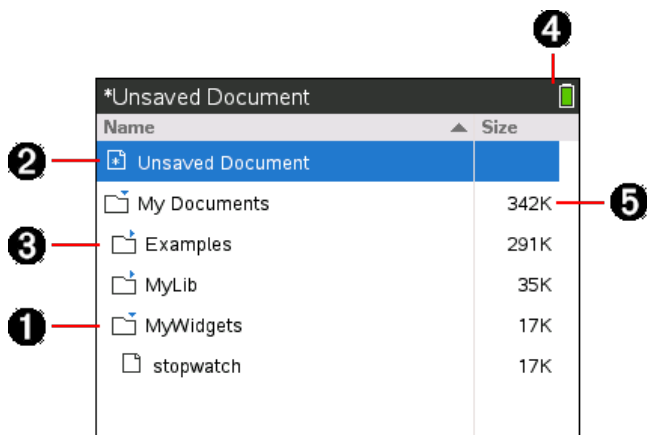 4
*Unsaved Document
Name Size
2 Unsaved Document
My Documents 342K 5
3 Examples 291K
MyLib 35K
1 MyWidgets 17K
stopwatch 17K